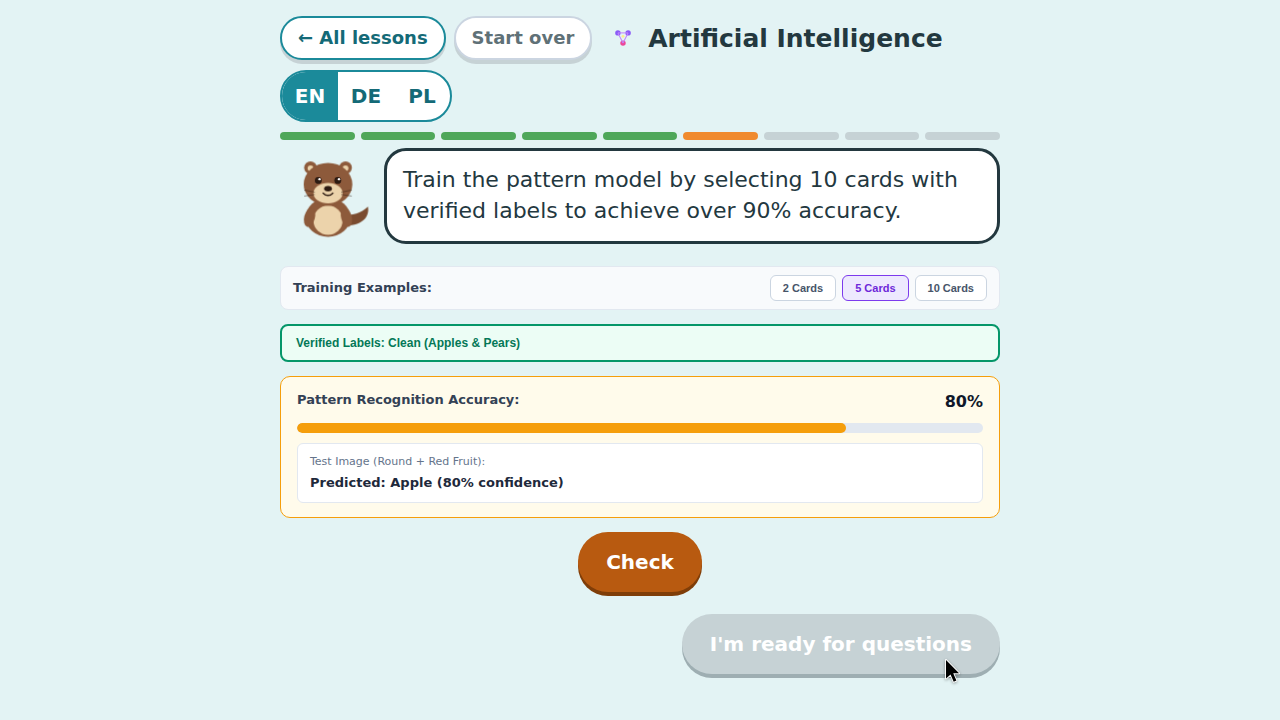 ← All lessons
Start over
Artificial Intelligence
EN DE PL
Train the pattern model by selecting 10 cards with
verified labels to achieve over 90% accuracy.
Training Examples:
2 Cards
5 Cards
10 Cards
Verified Labels: Clean (Apples & Pears)
Pattern Recognition Accuracy:
80%
Test Image (Round + Red Fruit):
Predicted: Apple (80% confidence)
Check
I'm ready for questions